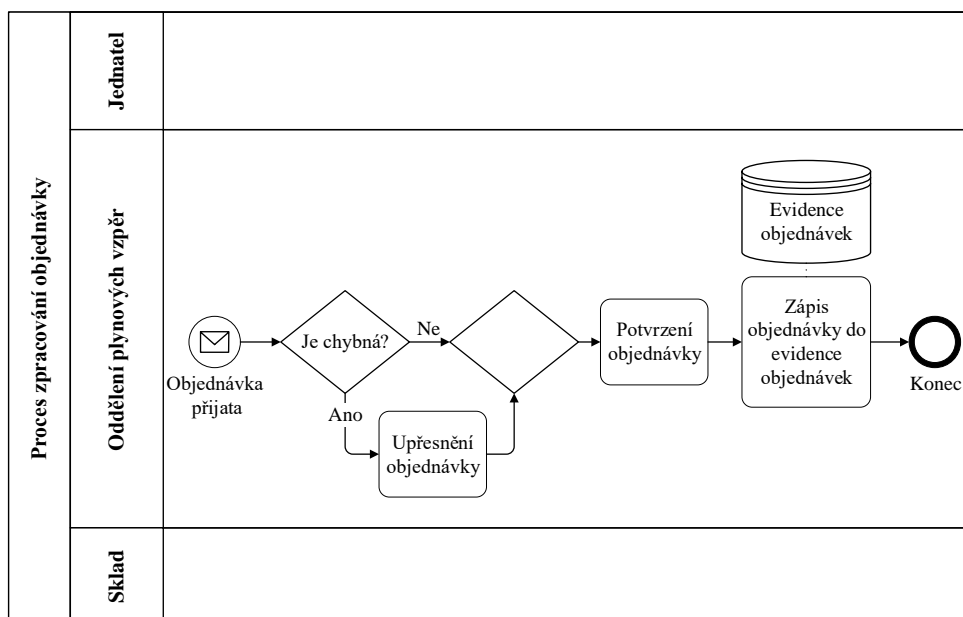 Proces zpracování objednávky
Jednatel
Oddělení plynových vzpěr
Sklad
Objednávka
přijata
Je chybná?
Ne
Ano
Upřesnění
objednávky
Potvrzení
objednávky
Evidence
objednávek
Zápis
objednávky do
evidence
objednávek
Konec